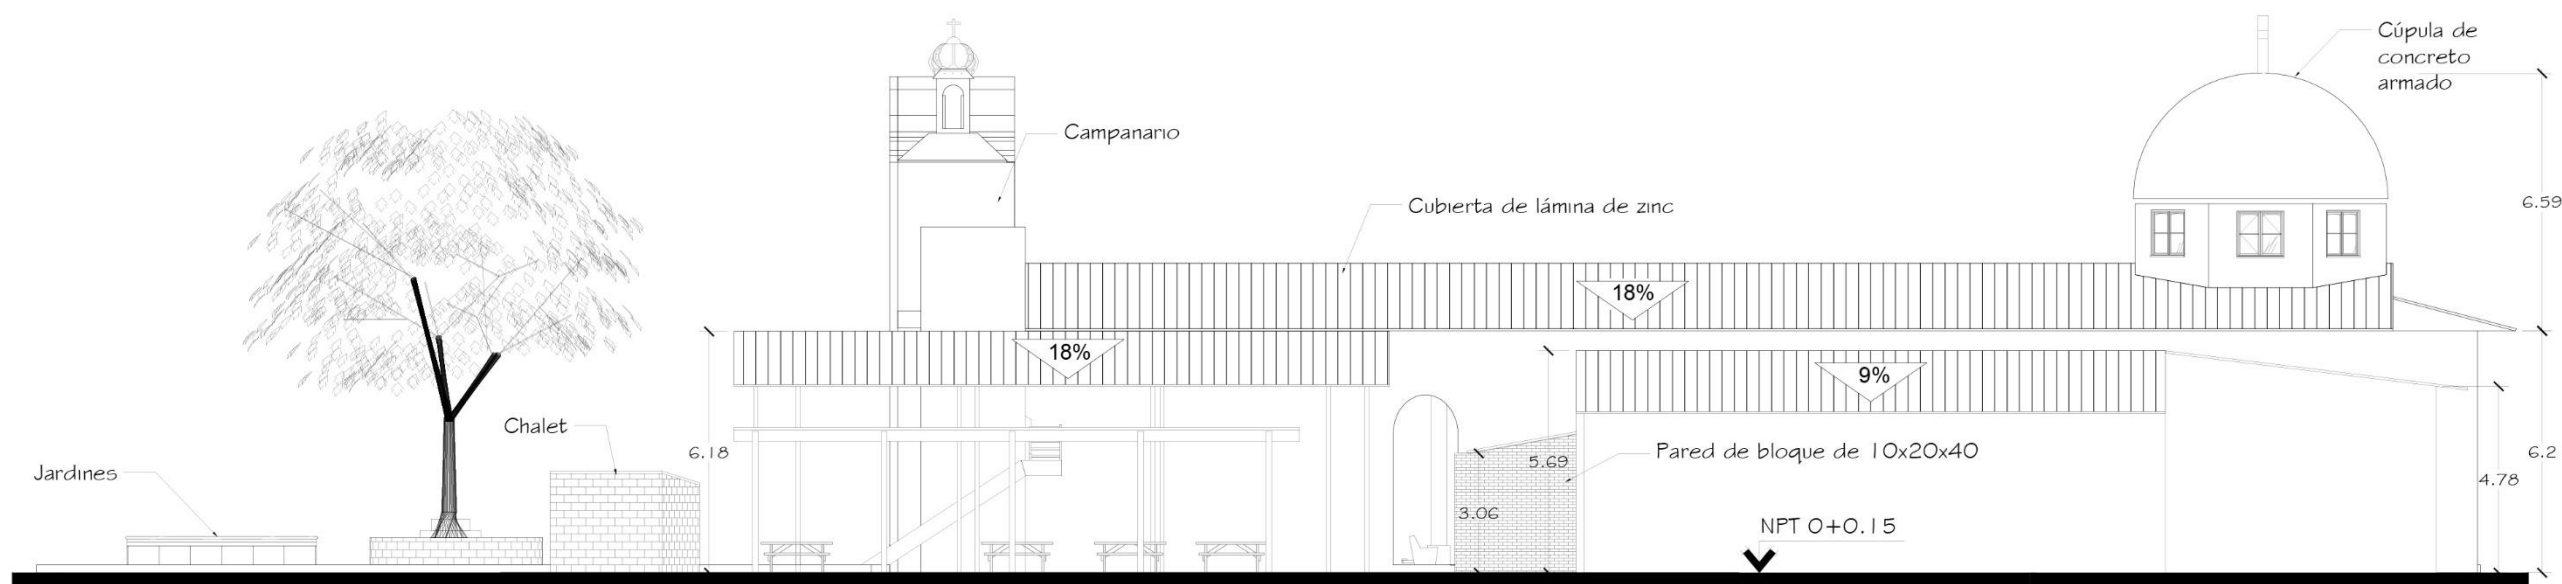 Cúpula de
concreto
armado
Campanario
Cubierta de lámina de zinc
6.59
18%
18%
9%
Chalet
6.18
Jardines
5.69
Pared de bloque de 10x20x40
6.2
4.78
3.06
NPT 0+0.15